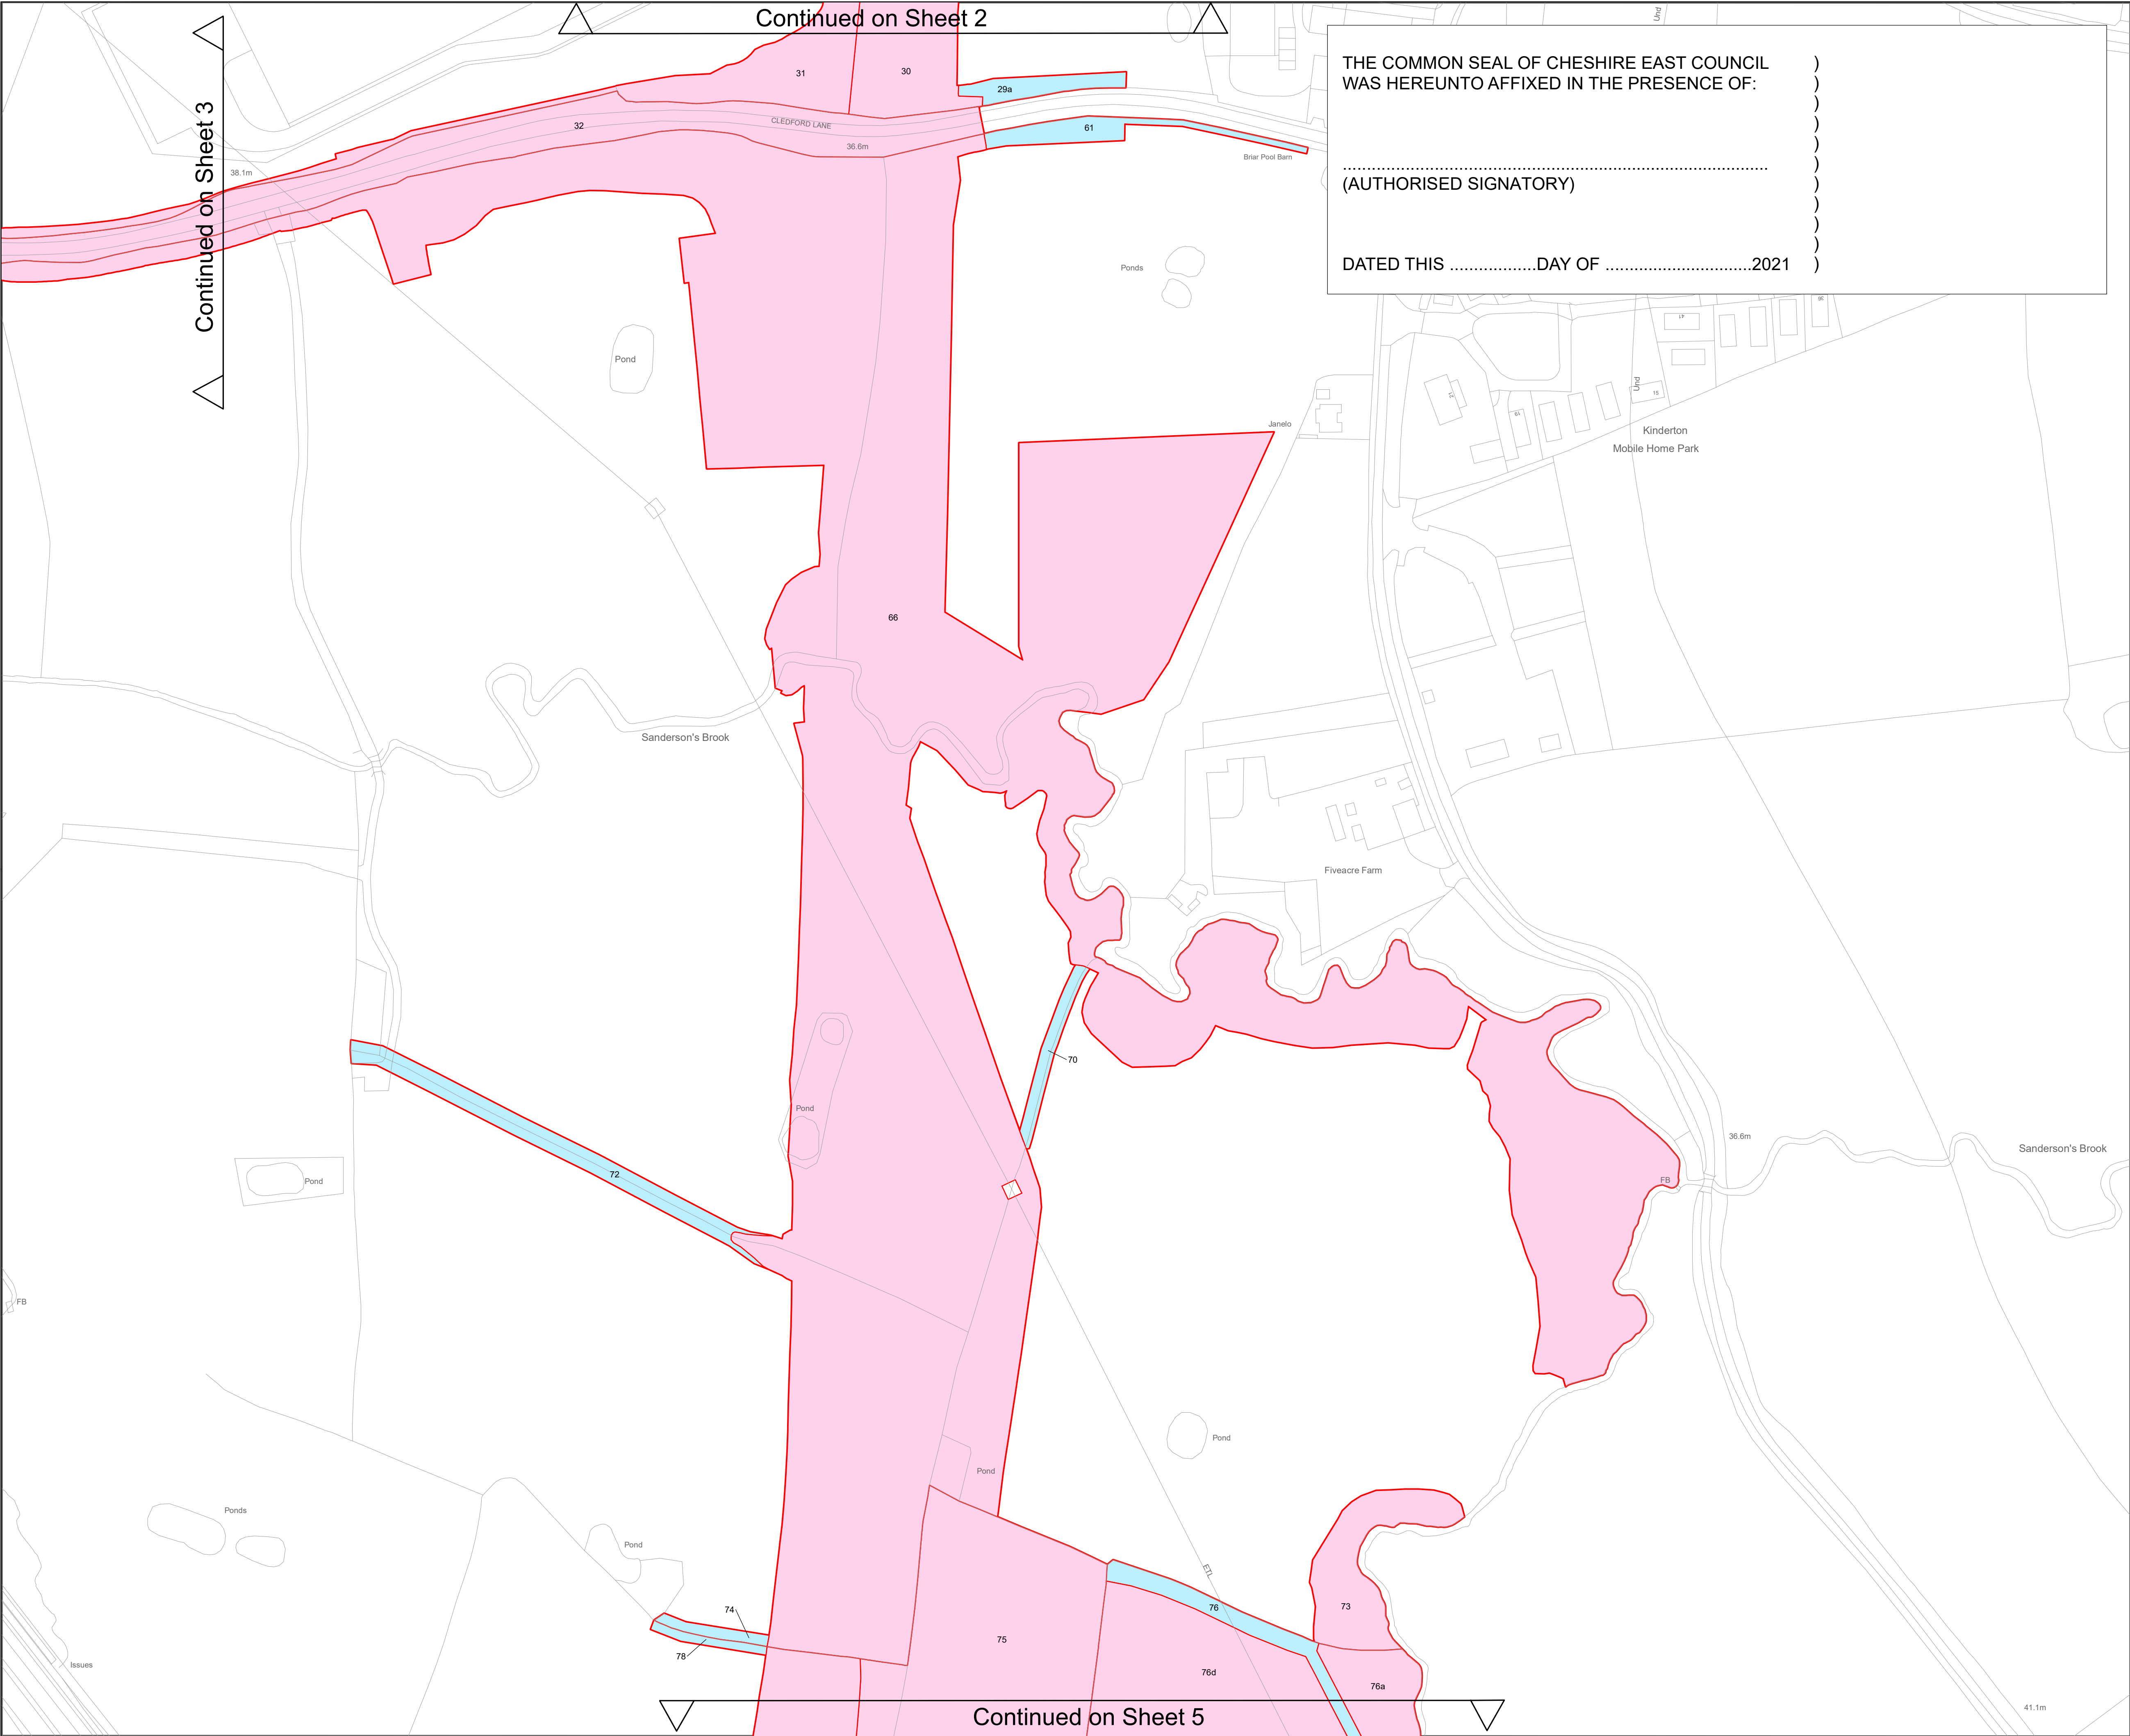 Continued on Sheet 2
Continued on Sheet 3
THE COMMON SEAL OF CHESHIRE EAST COUNCIL )
WAS HEREUNTO AFFIXED IN THE PRESENCE OF: )
)
)
)
........................................................................................ )
(AUTHORISED SIGNATORY) )
)
)
)
DATED THIS ..................DAY OF ...............................2021 )
Und
31
30
29a
32
CLEDFORD LANE
61
36.6m
Briar Pool Barn
38.1m
Ponds
Pond
Janelo
Und
Kinderton
Mobile Home Park
66
Sanderson's Brook
Fiveacre Farm
70
Pond
36.6m
Sanderson's Brook
72
Pond
FB
FB
Pond
Pond
Ponds
Pond
ETL
74
76
73
75
78
Issues
76d
76a
41.1m
Continued on Sheet 5